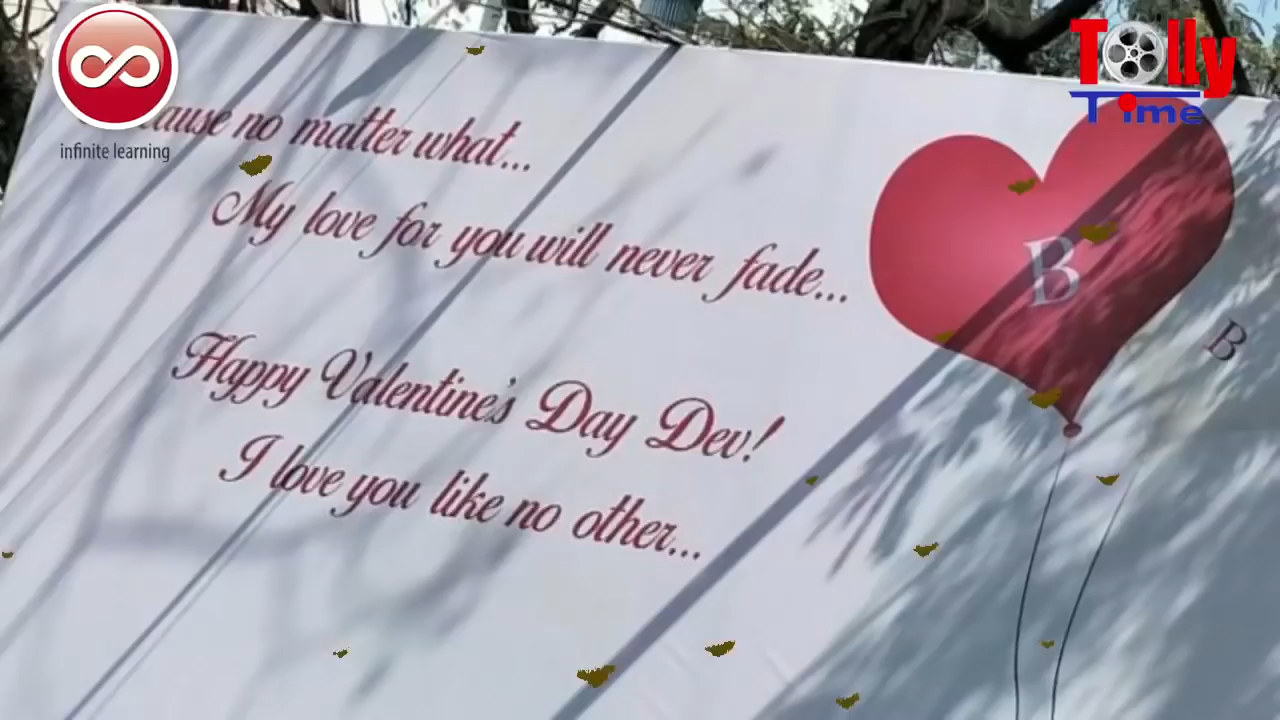 cause no matter what...
My love for you will never fade...
Happy Valentine's Day Dev!
I love you like no other...
B
B
infinite learning
Tolly
Time